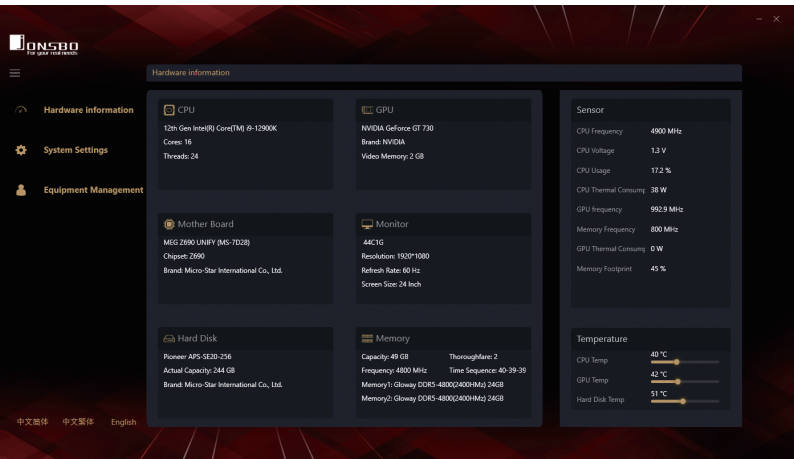 JONSBO
For your real needs
Hardware information
Hardware information
System Settings
Equipment Management
中文简体 中文繁体 English
CPU
12th Gen Intel(R) Core(TM) i9-12900K
Cores: 16
Threads: 24
GPU
NVIDIA GeForce GT 730
Brand: NVIDIA
Video Memory: 2 GB
Mother Board
MEG Z690 UNIFY (MS-7D28)
Chipset: Z690
Brand: Micro-Star International Co., Ltd.
Monitor
44C1G
Resolution: 1920*1080
Refresh Rate: 60 Hz
Screen Size: 24 Inch
Hard Disk
Pioneer APS-SE20-256
Actual Capacity: 244 GB
Brand: Micro-Star International Co., Ltd.
Memory
Capacity: 49 GB Thoroughfare: 2
Frequency: 4800 MHz Time Sequence: 40-39-39
Memory1: Gloway DDR5-4800(2400HMz) 24GB
Memory2: Gloway DDR5-4800(2400HMz) 24GB
Sensor
CPU Frequency 4900 MHz
CPU Voltage 1.3 V
CPU Usage 17.2 %
CPU Thermal Consump 38 W
GPU frequency 992.9 MHz
Memory Frequency 800 MHz
GPU Thermal Consump 0 W
Memory Footprint 45 %
Temperature
CPU Temp 40 °C
GPU Temp 42 °C
Hard Disk Temp 51 °C